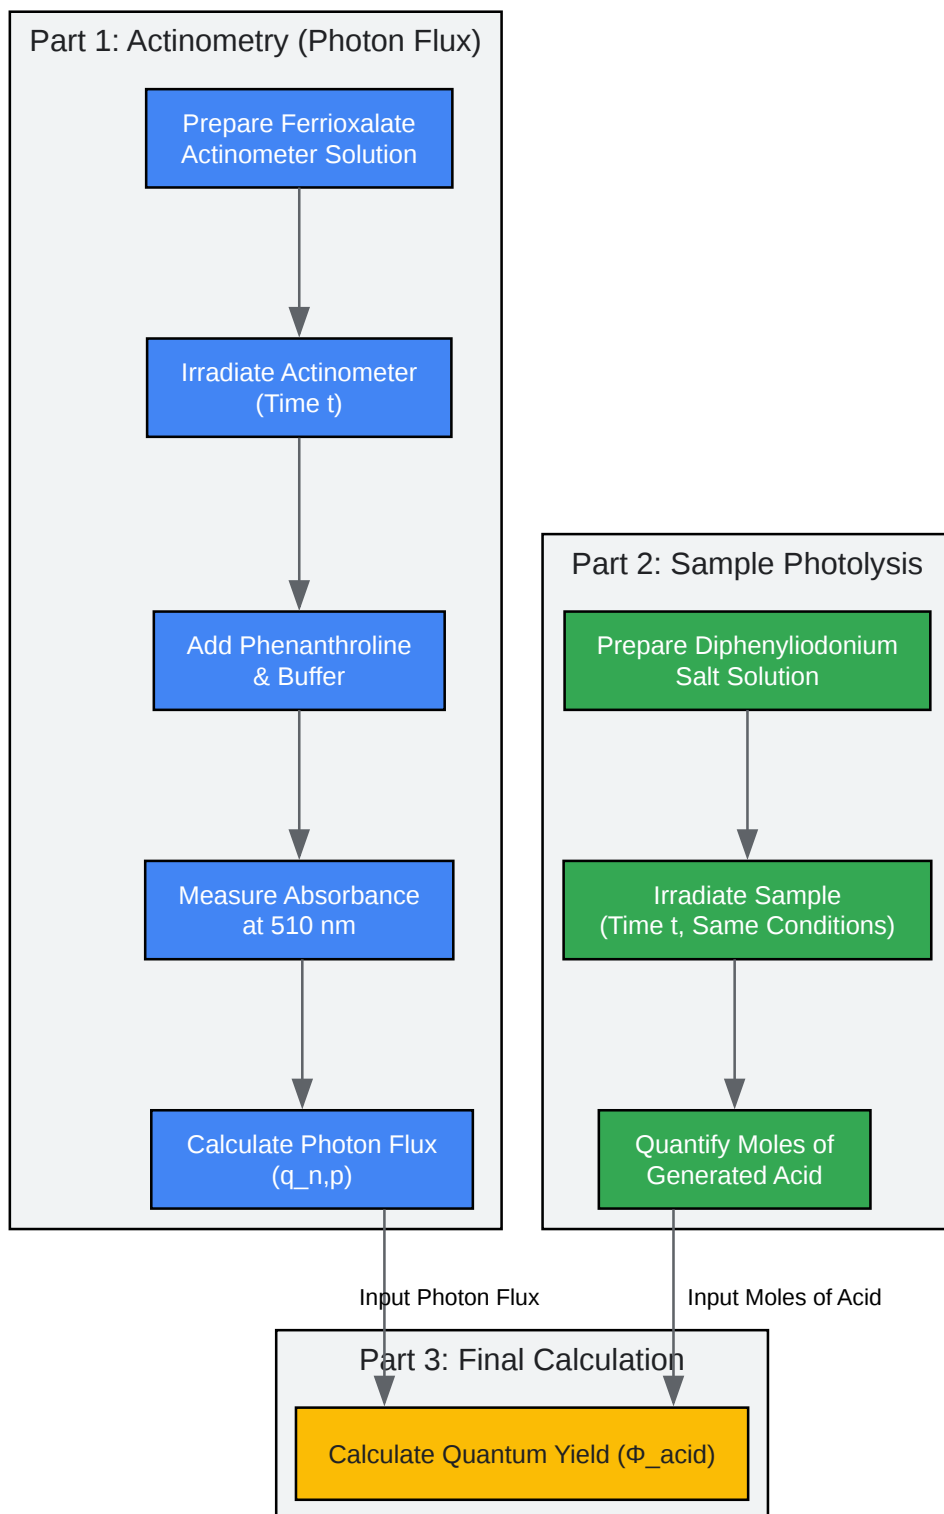 Part 1: Actinometry (Photon Flux)
Prepare Ferrioxalate
Actinometer Solution
Irradiate Actinometer
(Time t)
Add Phenanthroline
& Buffer
Measure Absorbance
at 510 nm
Calculate Photon Flux
(q_n,p)
Part 2: Sample Photolysis
Prepare Diphenyliodonium
Salt Solution
Irradiate Sample
(Time t, Same Conditions)
Quantify Moles of
Generated Acid
Input Photon Flux
Input Moles of Acid
Part 3: Final Calculation
Calculate Quantum Yield (Φ_acid)